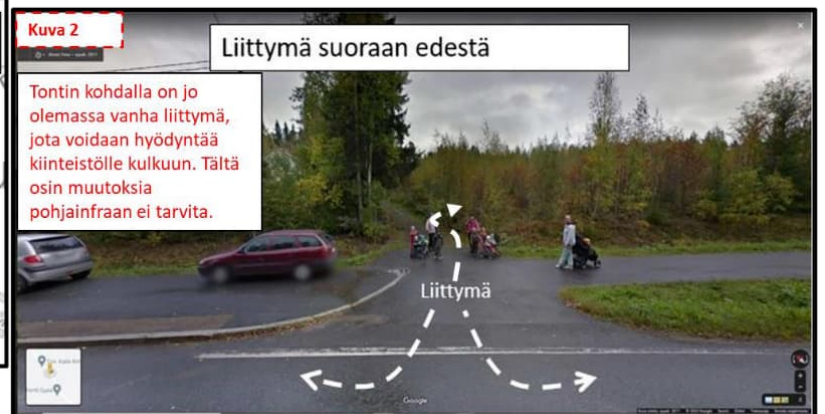 Kuva 2
Liittymä suoraan edestä
Tontin kohdalla on jo
olemassa vanha liittymä,
jota voidaan hyödyntää
kiinteistölle kulkuun. Tältä
osin muutoksia
pohjainfraan ei tarvita.
Liittymä
Google